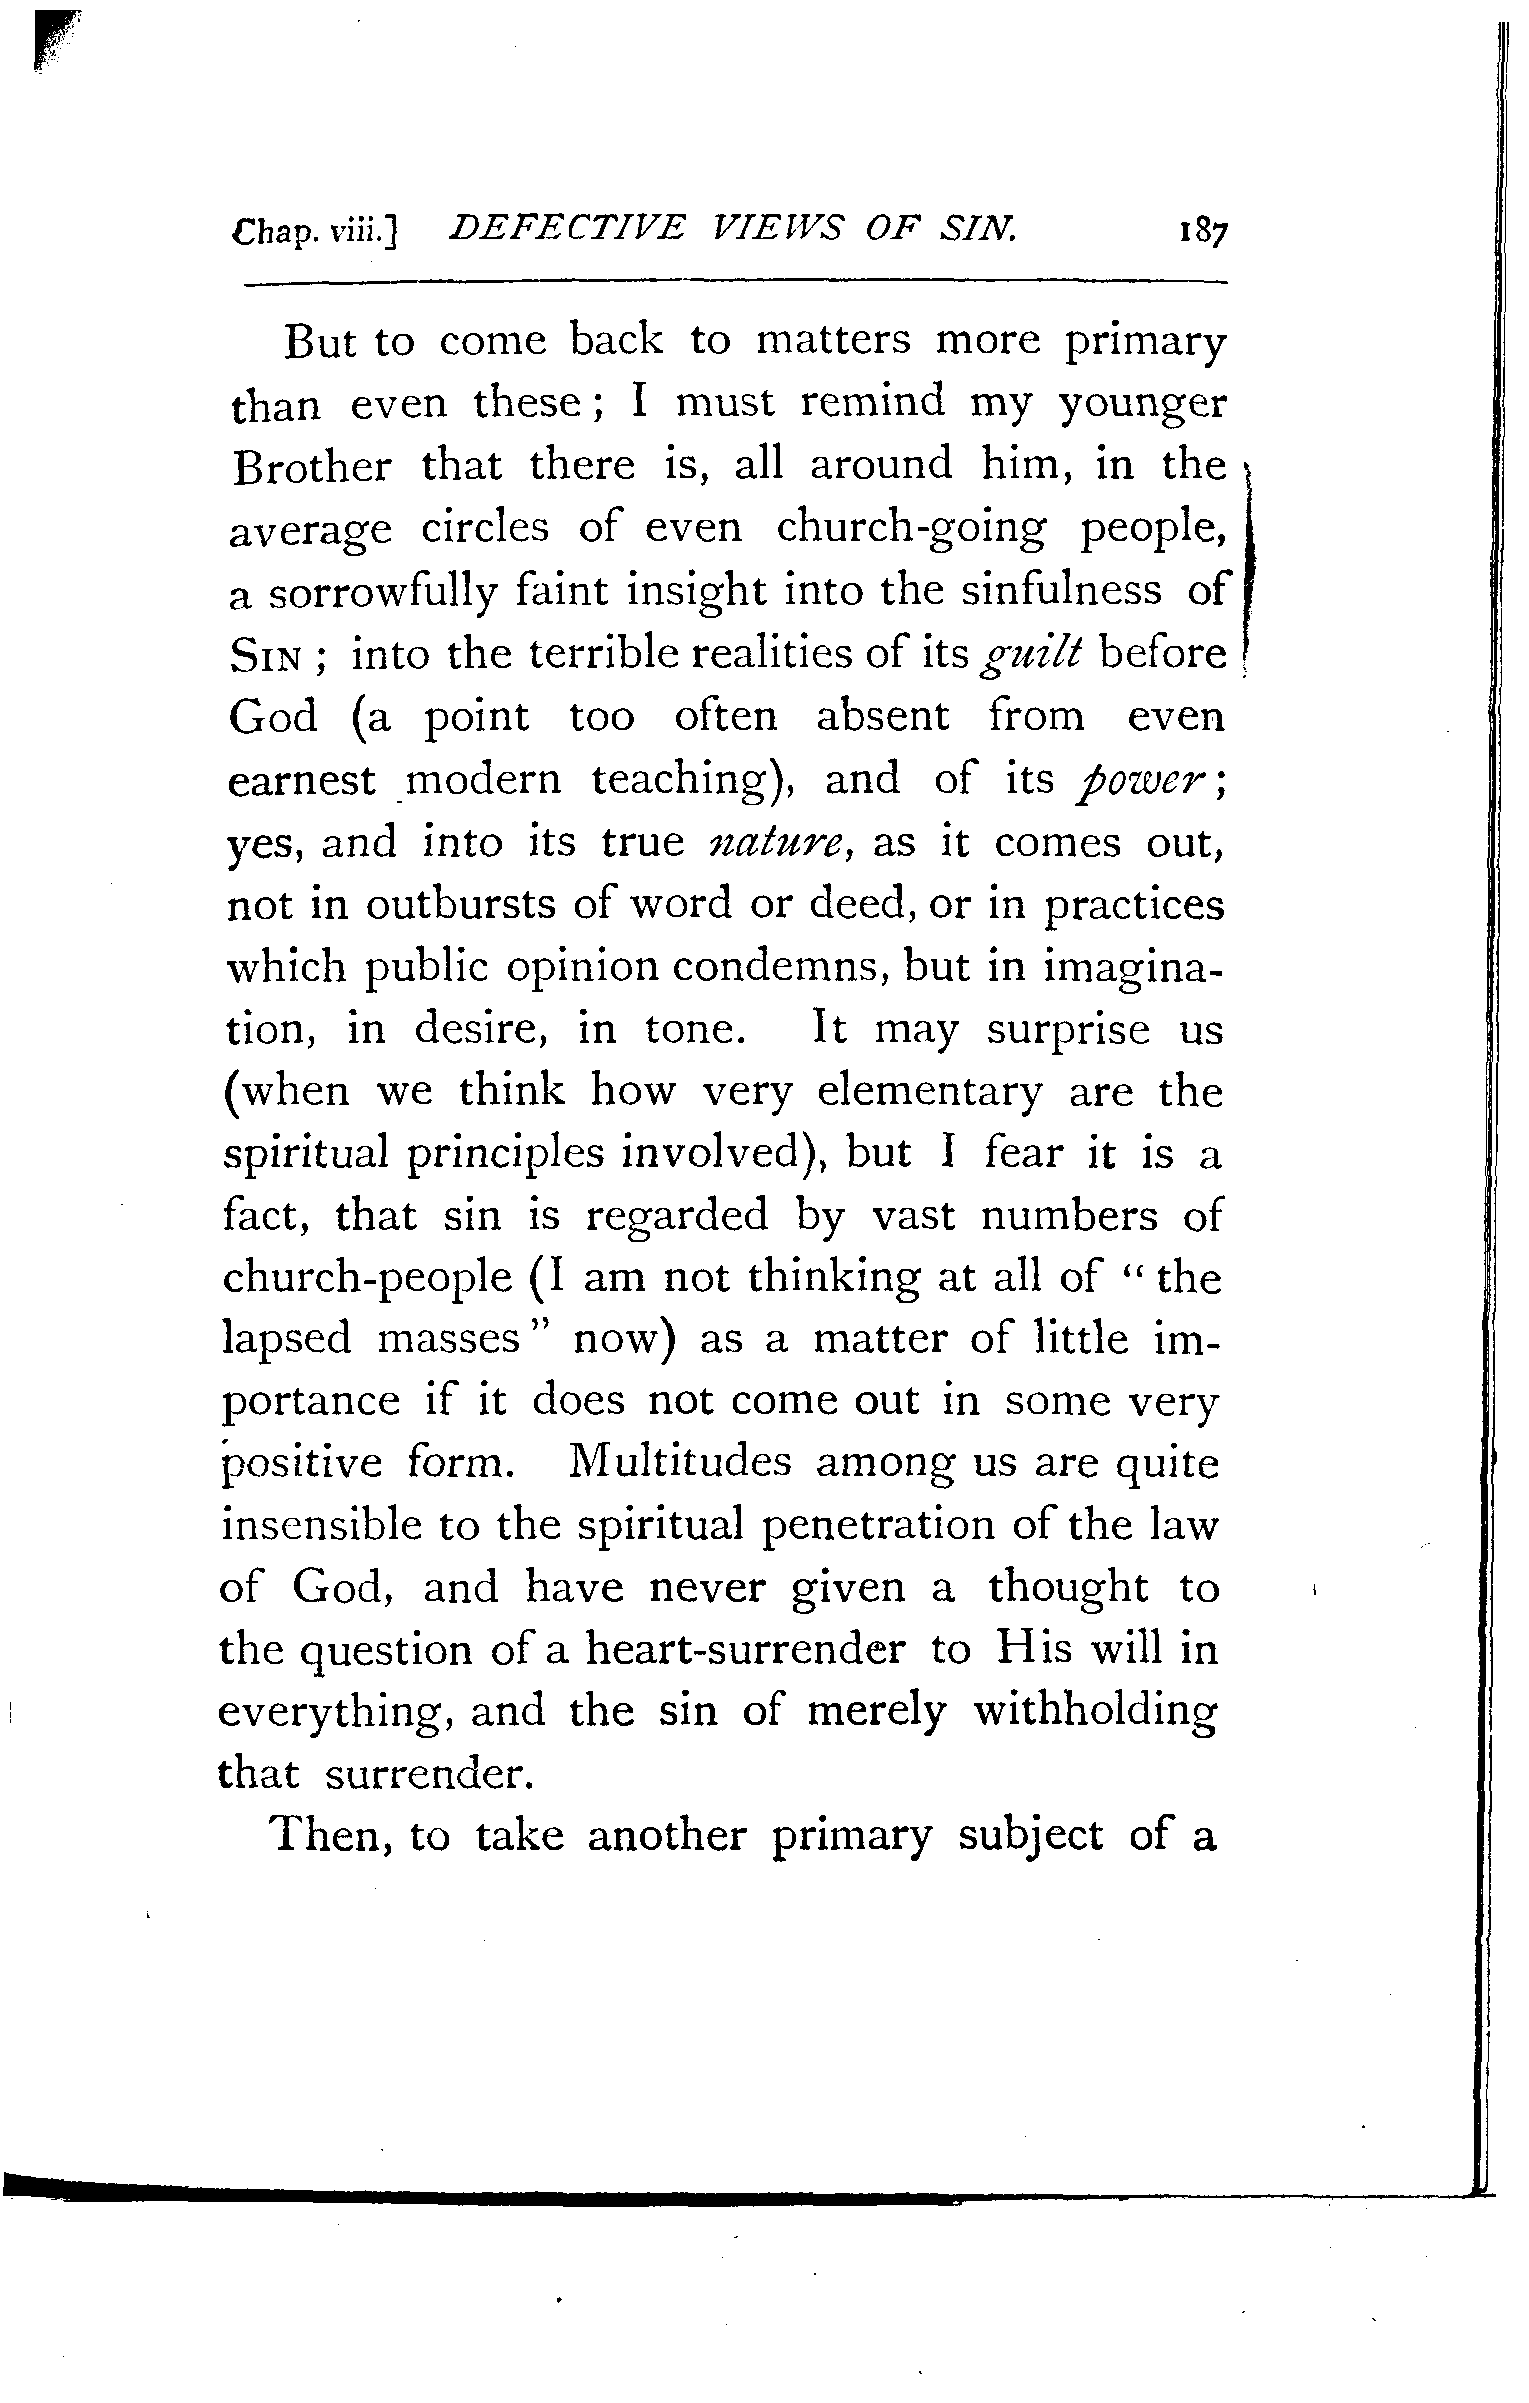 Chap. viii.] DEFECTIVE VIEWS OF SIN. 187
But to come back to matters more primary
than even these; I must remind my younger
Brother that there is, all around him, in the
average circles of even church-going people,
a sorrowfully faint insight into the sinfulness of
SIN; into the terrible realities of its guilt before
God (a point too often absent from even
earnest modern teaching), and of its power;
yes, and into its true nature, as it comes out,
not in outbursts of word or deed, or in practices
which public opinion condemns, but in imagina-
tion, in desire, in tone. It may surprise us
(when we think how very elementary are the
spiritual principles involved), but I fear it is a
fact, that sin is regarded by vast numbers of
church-people (I am not thinking at all of "the
lapsed masses" now) as a matter of little im-
portance if it does not come out in some very
positive form. Multitudes among us are quite
insensible to the spiritual penetration of the law
of God, and have never given a thought to
the question of a heart-surrender to His will in
everything, and the sin of merely withholding
that surrender.
Then, to take another primary subject of a